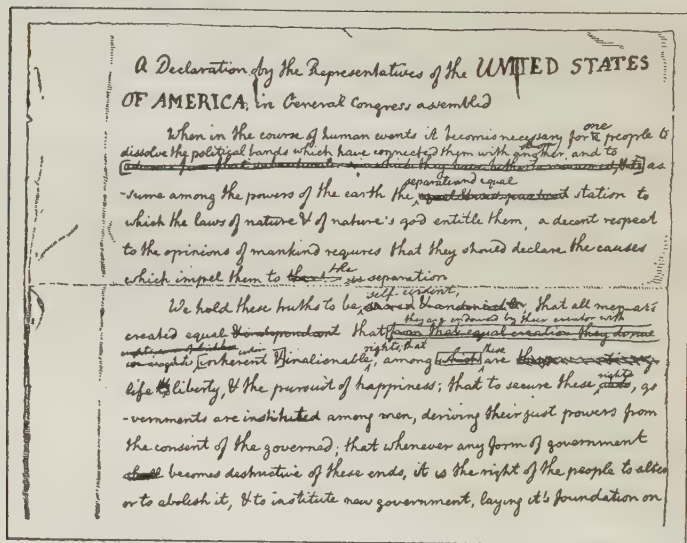 A Declaration by the Representatives of the UNITED STATES
OF AMERICA, in General Congress assembled
When in the course of human events it becomes necessary for one people to
dissolve the political bands which have connected them with another, and to
as
-sume among the powers of the earth the separate and equal station to
which the laws of nature & of nature's god entitle them, a decent respect
to the opinions of mankind requires that they should declare the causes
which impel them to the separation
We hold these truths to be self-evident, that all men are
created equal that they are endowed by their creator with
inherent & inalienable rights, that among these are
life liberty, & the pursuit of happiness; that to secure these rights, go
-vernments are instituted among men, deriving their just powers from
the consent of the governed; that whenever any form of government
becomes destructive of these ends, it is the right of the people to alter
or to abolish it, & to institute new government, laying it's foundation on